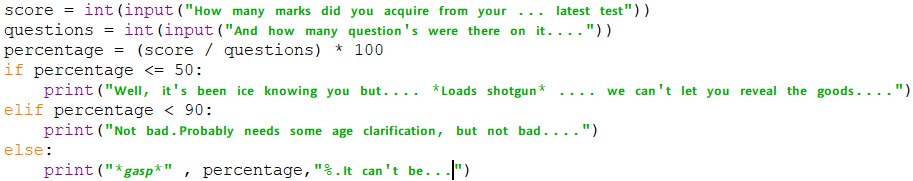 score = int(input("How many marks did you acquire from your ... latest test"))
questions = int(input("And how many question's were there on it...."))
percentage = (score / questions) * 100
if percentage <= 50:
    print("Well, it's been ice knowing you but.... *Loads shotgun* .... we can't let you reveal the goods....")
elif percentage < 90:
    print("Not bad.Probably needs some age clarification, but not bad....")
else:
    print("*gasp*" , percentage,"%.It can't be...")